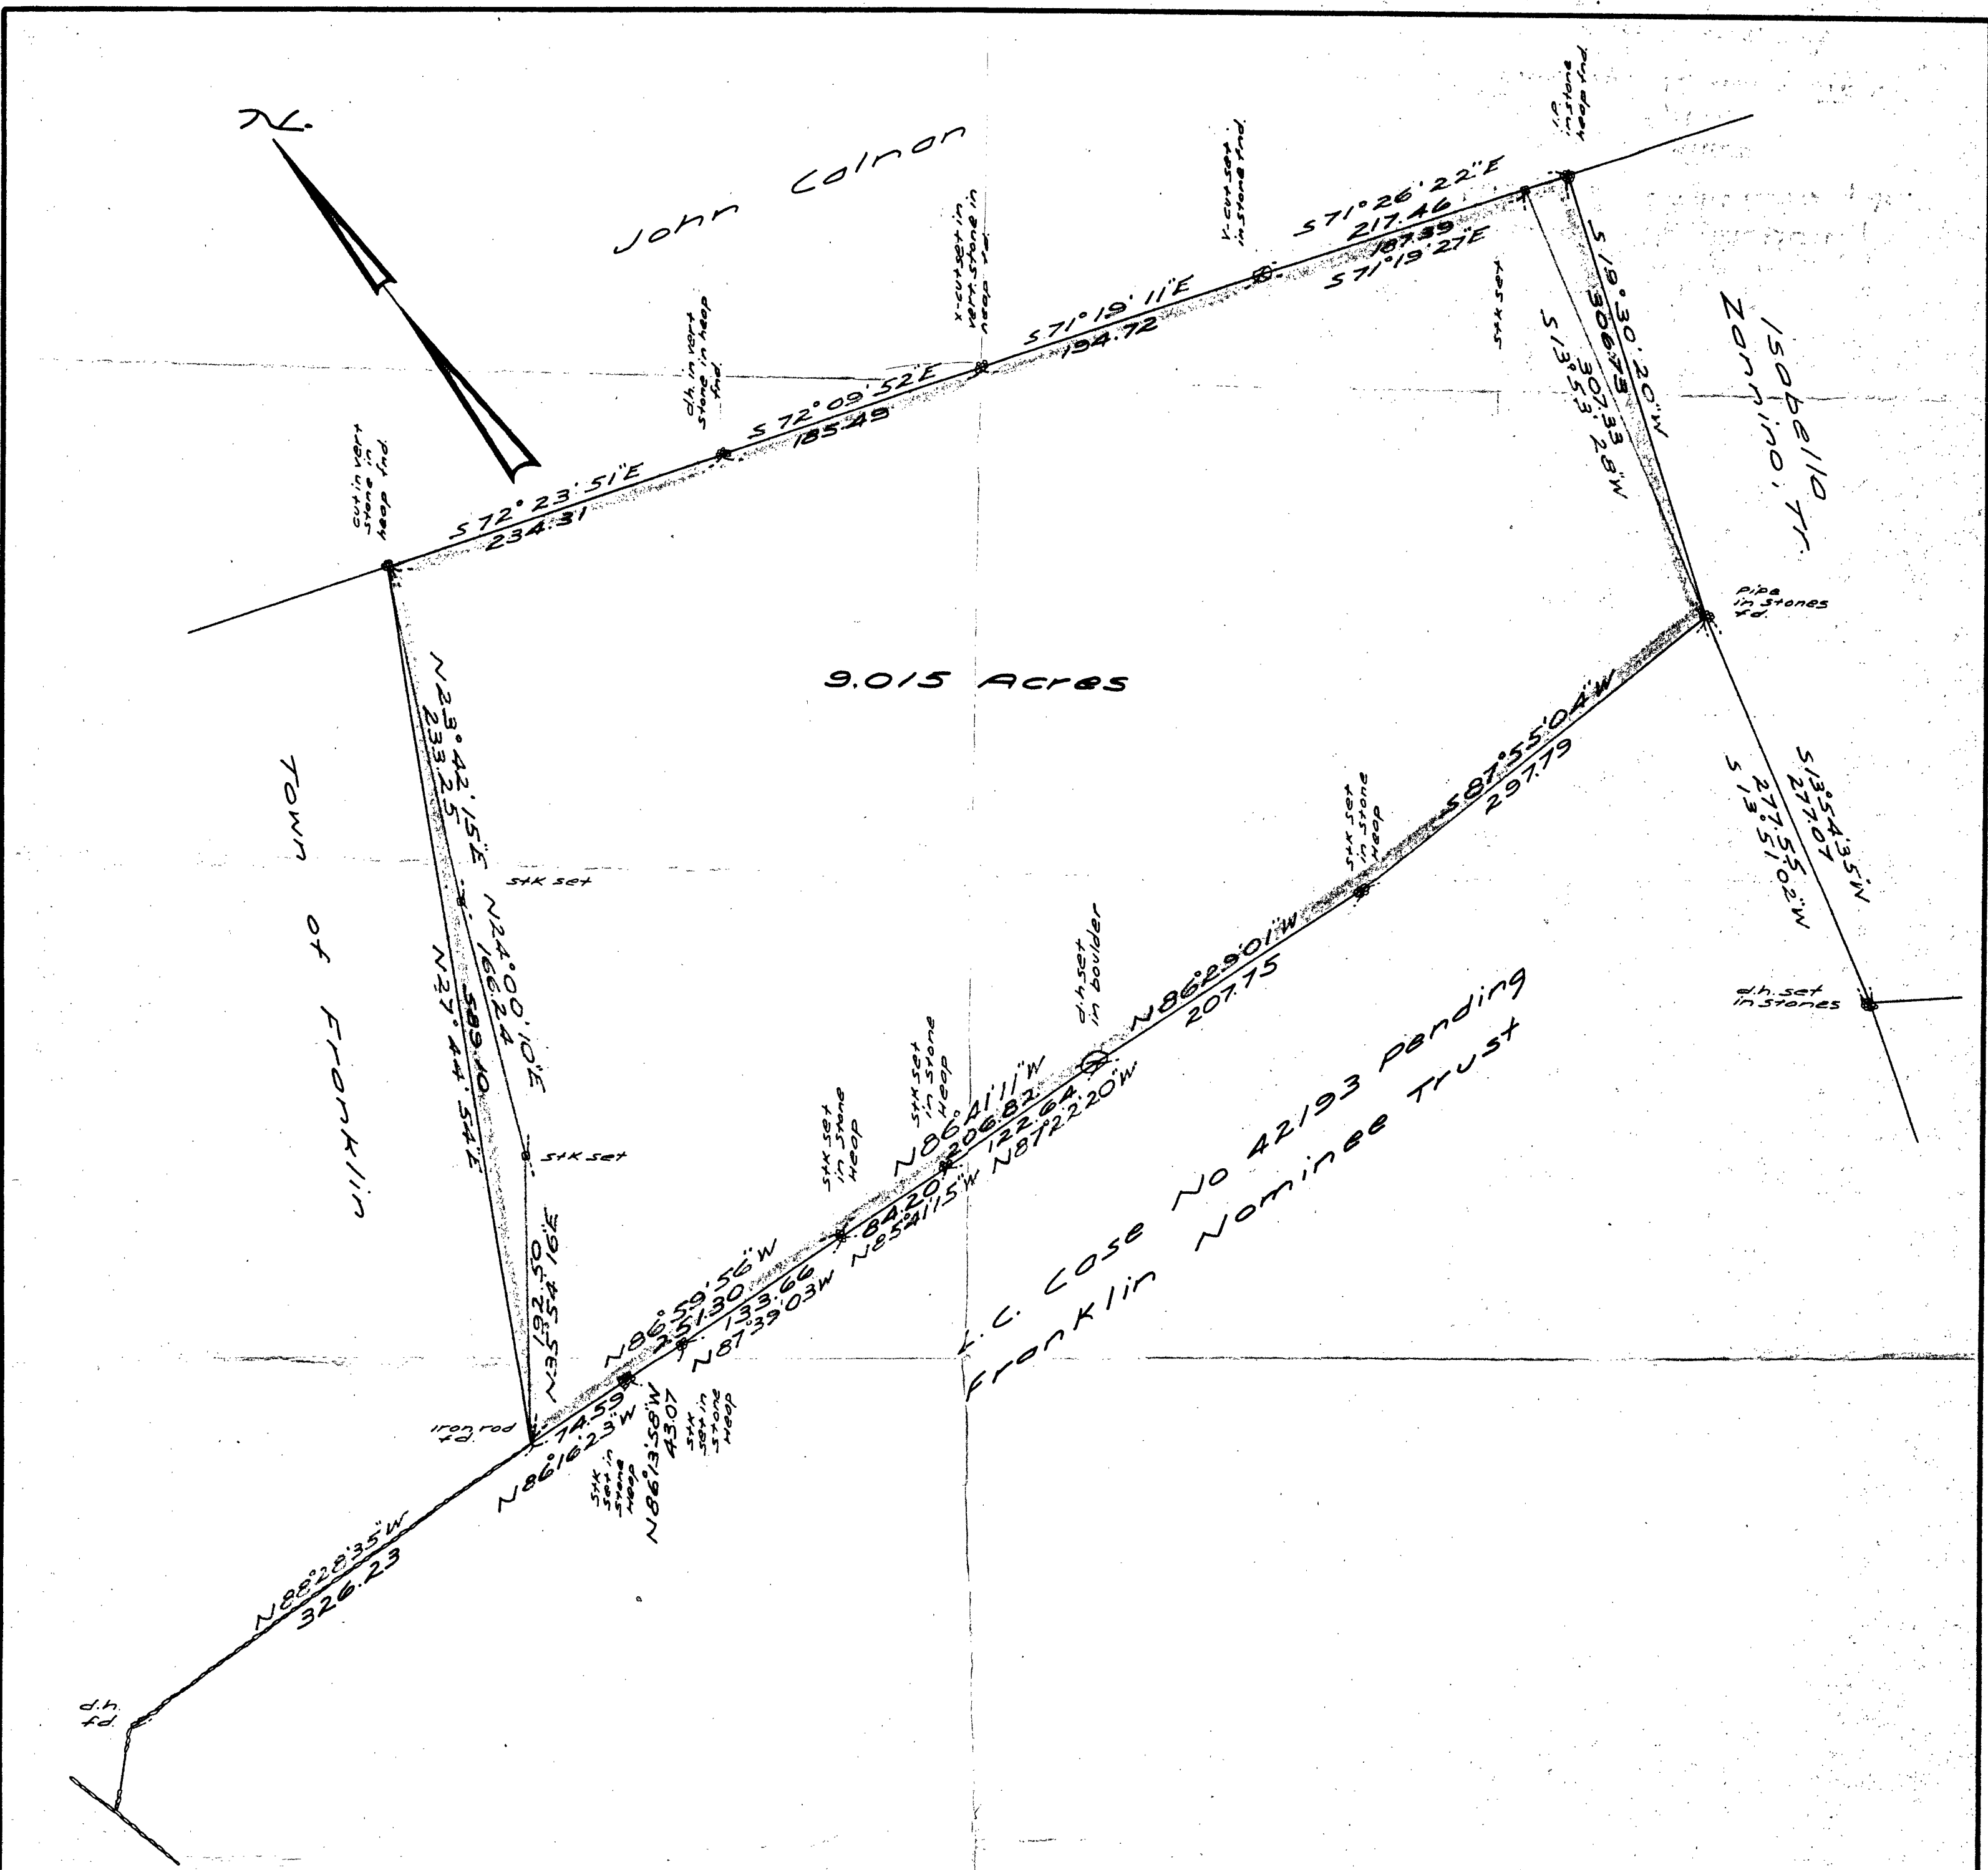 N.
John Calnan
i.p. in stone heap fnd.
Y-cut set in stone fnd.
S 71° 26' 22" E
217.46
187.39
S 71° 19' 27" E
stk set
x-cut set in vert. stone in heap fd.
S 71° 19' 11" E
194.72
d.h. in vert stone in heap fnd.
S 72° 09' 52" E
185.49
cut in vert stone in heap fnd.
S 72° 23' 51" E
234.31
S 19° 30' 20" W
306.78
307.33
S 13° 53' 28" W
Isabella
Zannino, Tr.
pipe in stones fd.
9.015 Acres
S 13° 54' 35" W
277.07
277.55
S 13° 51' 02" W
d.h. set in stones
S 87° 55' 04" W
297.79
stk set in stone Heap
N 86° 29' 01" W
207.75
d.h. set in boulder
N 86° 41' 11" W
206.82
122.64
N 87° 22' 20" W
stk set in stone Heap
84.20
N 85° 41' 15" W
stk set in stone Heap
N 86° 59' 56" W
251.30
133.66
N 87° 39' 03" W
stk set in stone Heap
N 86° 13' 58" W
43.07
stk set in stone Heap
74.59
N 86° 16' 23" W
iron rod fd.
L.C. Case No 42193 pending
Franklin Nominee Trust
Town of Franklin
N 23° 42' 15" E
233.25
stk set
N 24° 00' 10" E
166.24
stk set
589.40
N 27° 44' 54" E
N 35° 54' 16" E
192.50
N 88° 28' 35" W
326.23
d.h. fd.